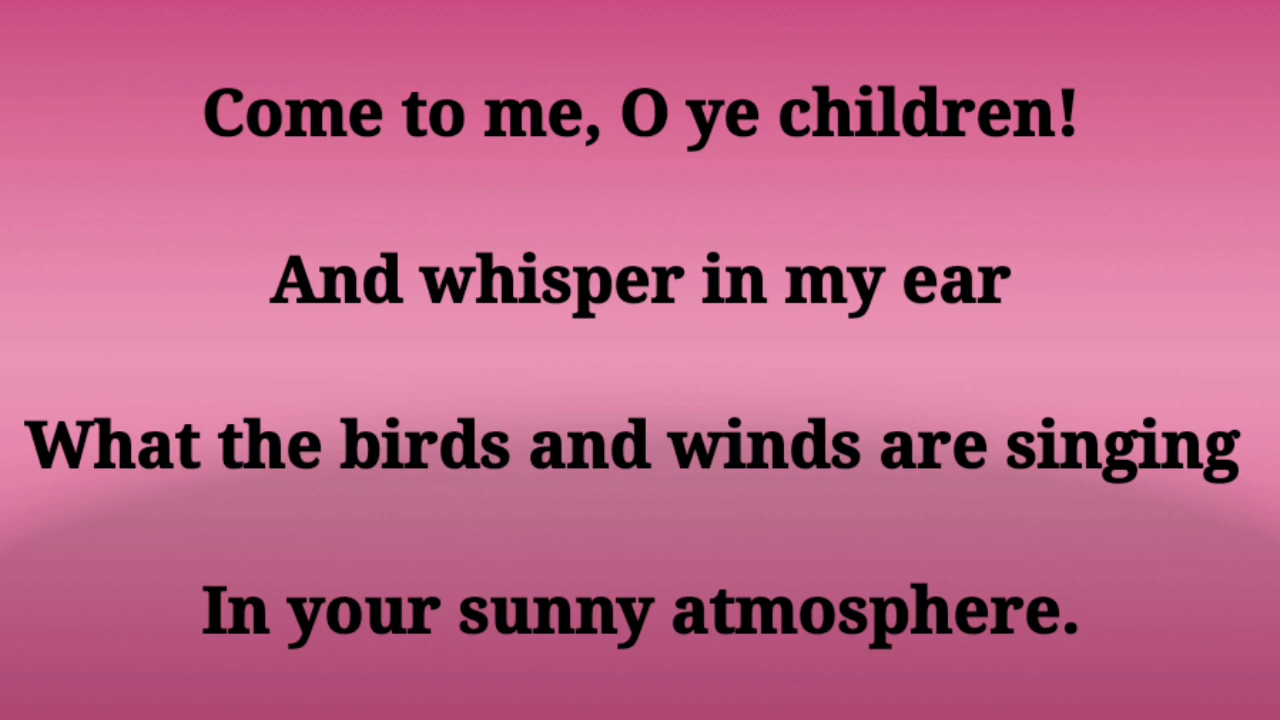 Come to me, O ye children!
And whisper in my ear
What the birds and winds are singing
In your sunny atmosphere.